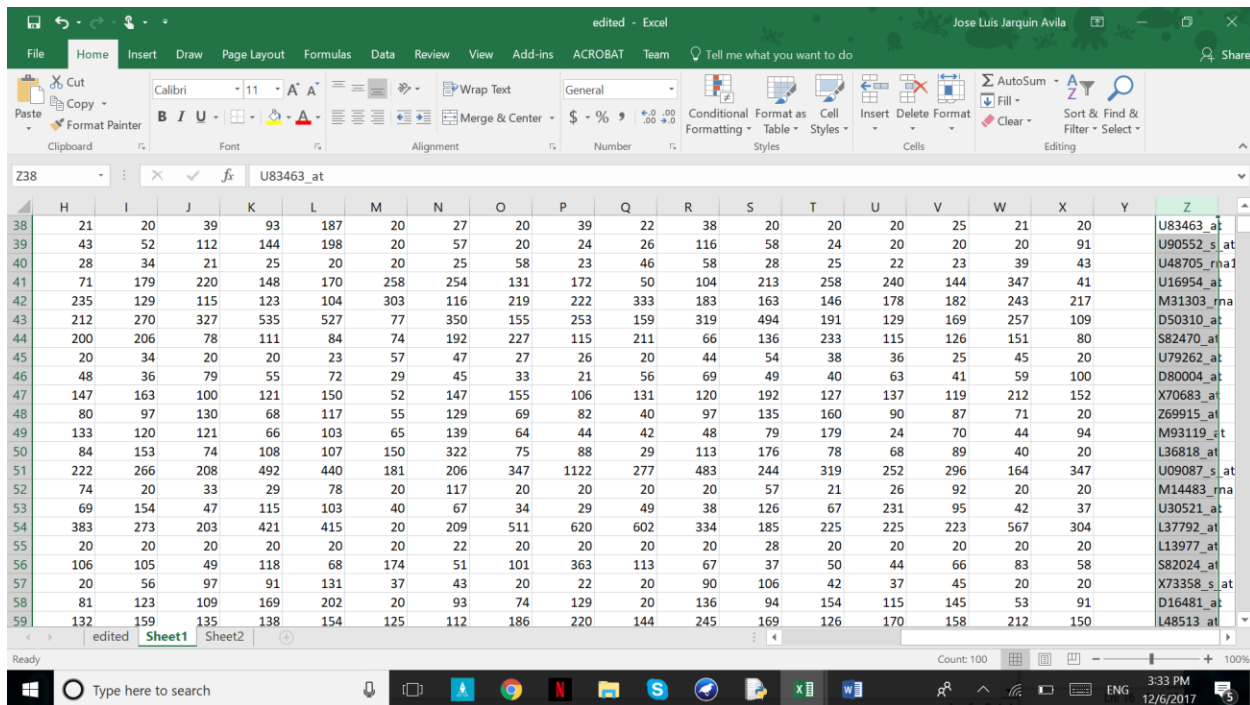 edited - Excel Jose Luis Jarquin Avila
File Home Insert Draw Page Layout Formulas Data Review View Add-ins ACROBAT Team Tell me what you want to do Share
Paste Cut Copy Format Painter Calibri 11 Wrap Text General Conditional Formatting Format as Table Cell Styles Insert Delete Format AutoSum Fill Clear Sort & Filter Find & Select
B I U Merge & Center $ % ,
Clipboard Font Alignment Number Styles Cells Editing
Z38 fx U83463_at
H I J K L M N O P Q R S T U V W X Y Z
38 21 20 39 93 187 20 27 20 39 22 38 20 20 20 25 21 20 U83463_at
39 43 52 112 144 198 20 57 20 24 26 116 58 24 20 20 20 91 U90552_s_at
40 28 34 21 25 20 20 25 58 23 46 58 28 25 22 23 39 43 U48705_rna1
41 71 179 220 148 170 258 254 131 172 50 104 213 258 240 144 347 41 U16954_at
42 235 129 115 123 104 303 116 219 222 333 183 163 146 178 182 243 217 M31303_rna
43 212 270 327 535 527 77 350 155 253 159 319 494 191 129 169 257 109 D50310_at
44 200 206 78 111 84 74 192 227 115 211 66 136 233 115 126 151 80 S82470_at
45 20 34 20 20 23 57 47 27 26 20 44 54 38 36 25 45 20 U79262_at
46 48 36 79 55 72 29 45 33 21 56 69 49 40 63 41 59 100 D80004_at
47 147 163 100 121 150 52 147 155 106 131 120 192 127 137 119 212 152 X70683_at
48 80 97 130 68 117 55 129 69 82 40 97 135 160 90 87 71 20 Z69915_at
49 133 120 121 66 103 65 139 64 44 42 48 79 179 24 70 44 94 M93119_at
50 84 153 74 108 107 150 322 75 88 29 113 176 78 68 89 40 20 L36818_at
51 222 266 208 492 440 181 206 347 1122 277 483 244 319 252 296 164 347 U09087_s_at
52 74 20 33 29 78 20 117 20 20 20 20 57 21 26 92 20 20 M14483_rna
53 69 154 47 115 103 40 67 34 29 49 38 126 67 231 95 42 37 U30521_at
54 383 273 203 421 415 20 209 511 620 602 334 185 225 225 223 567 304 L37792_at
55 20 20 20 20 20 20 22 20 20 20 20 28 20 20 20 20 20 L13977_at
56 106 105 49 118 68 174 51 101 363 113 67 37 50 44 66 83 58 S82024_at
57 20 56 97 91 131 37 43 20 22 20 90 106 42 37 45 20 20 X73358_s_at
58 81 123 109 169 202 20 93 74 129 20 136 94 154 115 145 53 91 D16481_at
59 132 159 135 138 154 125 112 186 220 144 245 169 126 170 158 212 150 L48513_at
edited Sheet1 Sheet2
Ready Count: 100 100%
Type here to search ENG 3:33 PM
12/6/2017 5